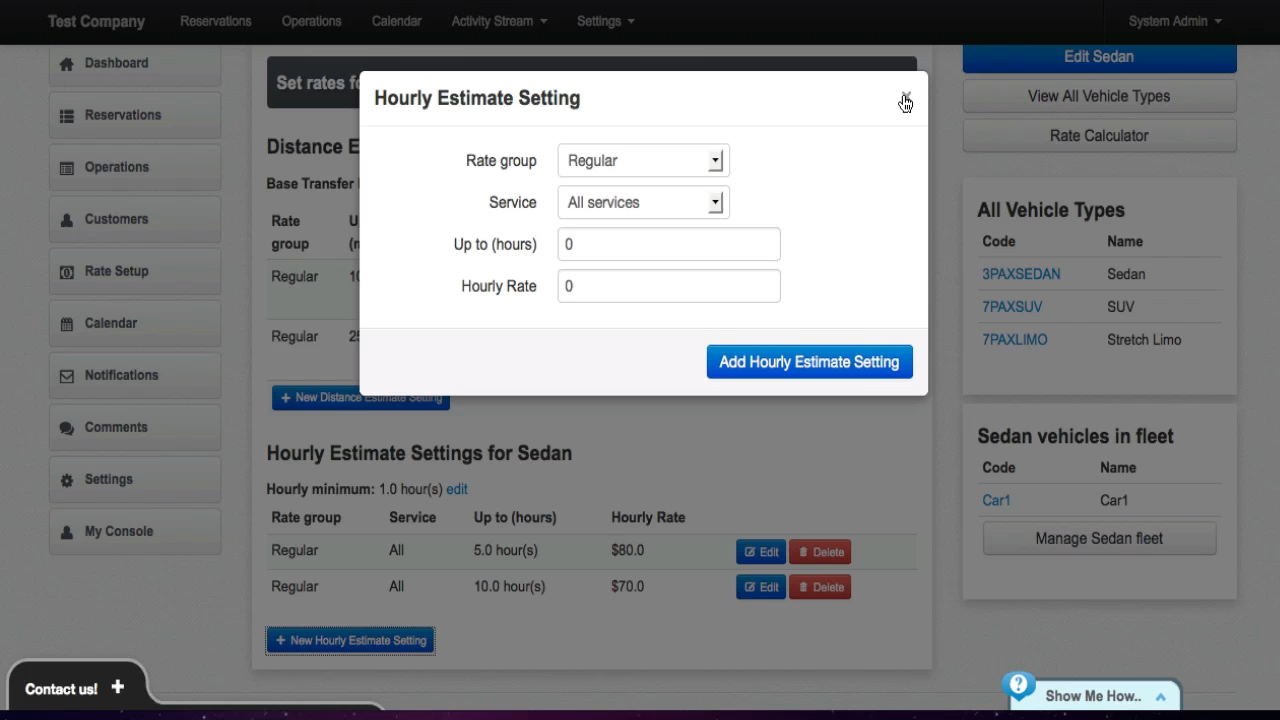 Test Company Reservations Operations Calendar Activity Stream Settings System Admin
Dashboard
Reservations
Operations
Customers
Rate Setup
Calendar
Notifications
Comments
Settings
My Console
Set rates fo
Distance E
Base Transfer
Rate group
Regular 10
Regular 25
+ New Distance Estimate Setting
Hourly Estimate Setting
Rate group Regular
Service All services
Up to (hours) 0
Hourly Rate 0
Add Hourly Estimate Setting
Hourly Estimate Settings for Sedan
Hourly minimum: 1.0 hour(s) edit
Rate group Service Up to (hours) Hourly Rate
Regular All 5.0 hour(s) $80.0 Edit Delete
Regular All 10.0 hour(s) $70.0 Edit Delete
+ New Hourly Estimate Setting
Edit Sedan
View All Vehicle Types
Rate Calculator
All Vehicle Types
Code Name
3PAXSEDAN Sedan
7PAXSUV SUV
7PAXLIMO Stretch Limo
Sedan vehicles in fleet
Code Name
Car1 Car1
Manage Sedan fleet
Contact us! +
? Show Me How..